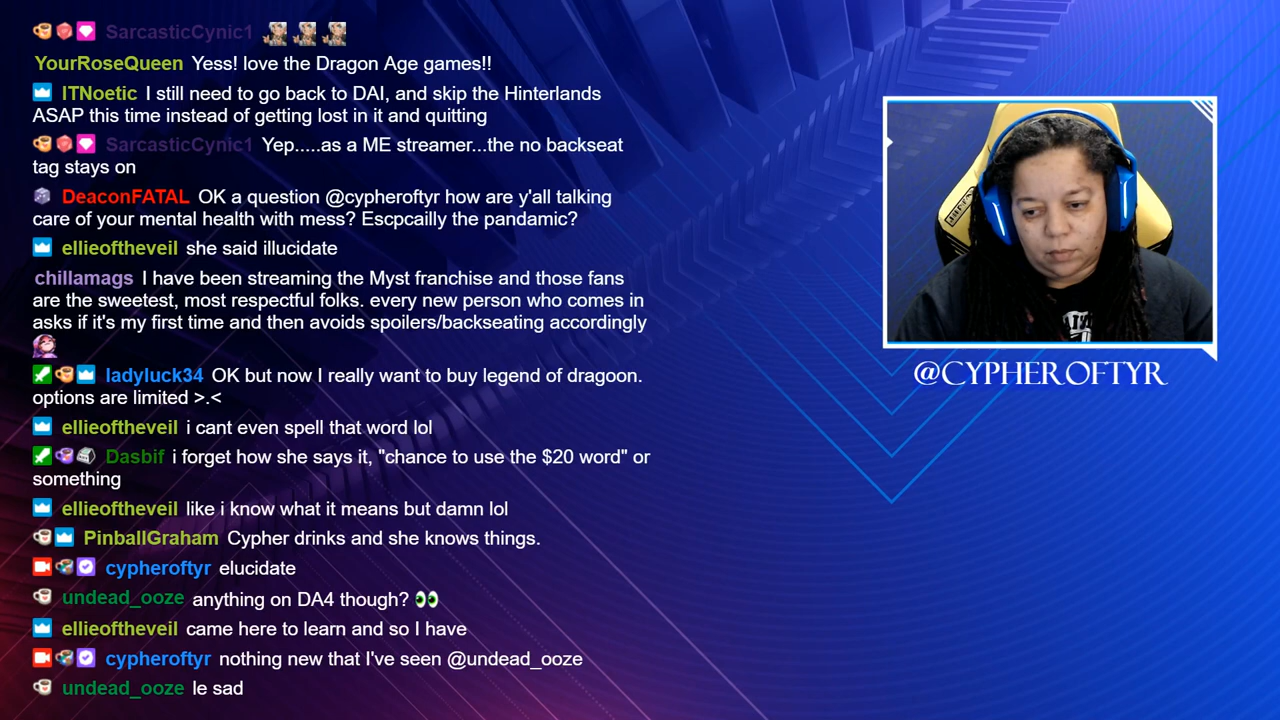 SarcasticCynic1
YourRoseQueen Yess! love the Dragon Age games!!
ITNoetic I still need to go back to DAI, and skip the Hinterlands
ASAP this time instead of getting lost in it and quitting
SarcasticCynic1 Yep.....as a ME streamer...the no backseat
tag stays on
DeaconFATAL OK a question @cypheroftyr how are y'all talking
care of your mental health with mess? Escpcailly the pandamic?
ellieoftheveil she said illucidate
chillamags I have been streaming the Myst franchise and those fans
are the sweetest, most respectful folks. every new person who comes in
asks if it's my first time and then avoids spoilers/backseating accordingly
ladyluck34 OK but now I really want to buy legend of dragoon.
options are limited >.<
ellieoftheveil i cant even spell that word lol
Dasbif i forget how she says it, "chance to use the $20 word" or
something
ellieoftheveil like i know what it means but damn lol
PinballGraham Cypher drinks and she knows things.
cypheroftyr elucidate
undead_ooze anything on DA4 though? 👀
ellieoftheveil came here to learn and so I have
cypheroftyr nothing new that I've seen @undead_ooze
undead_ooze le sad
@CYPHEROFTYR